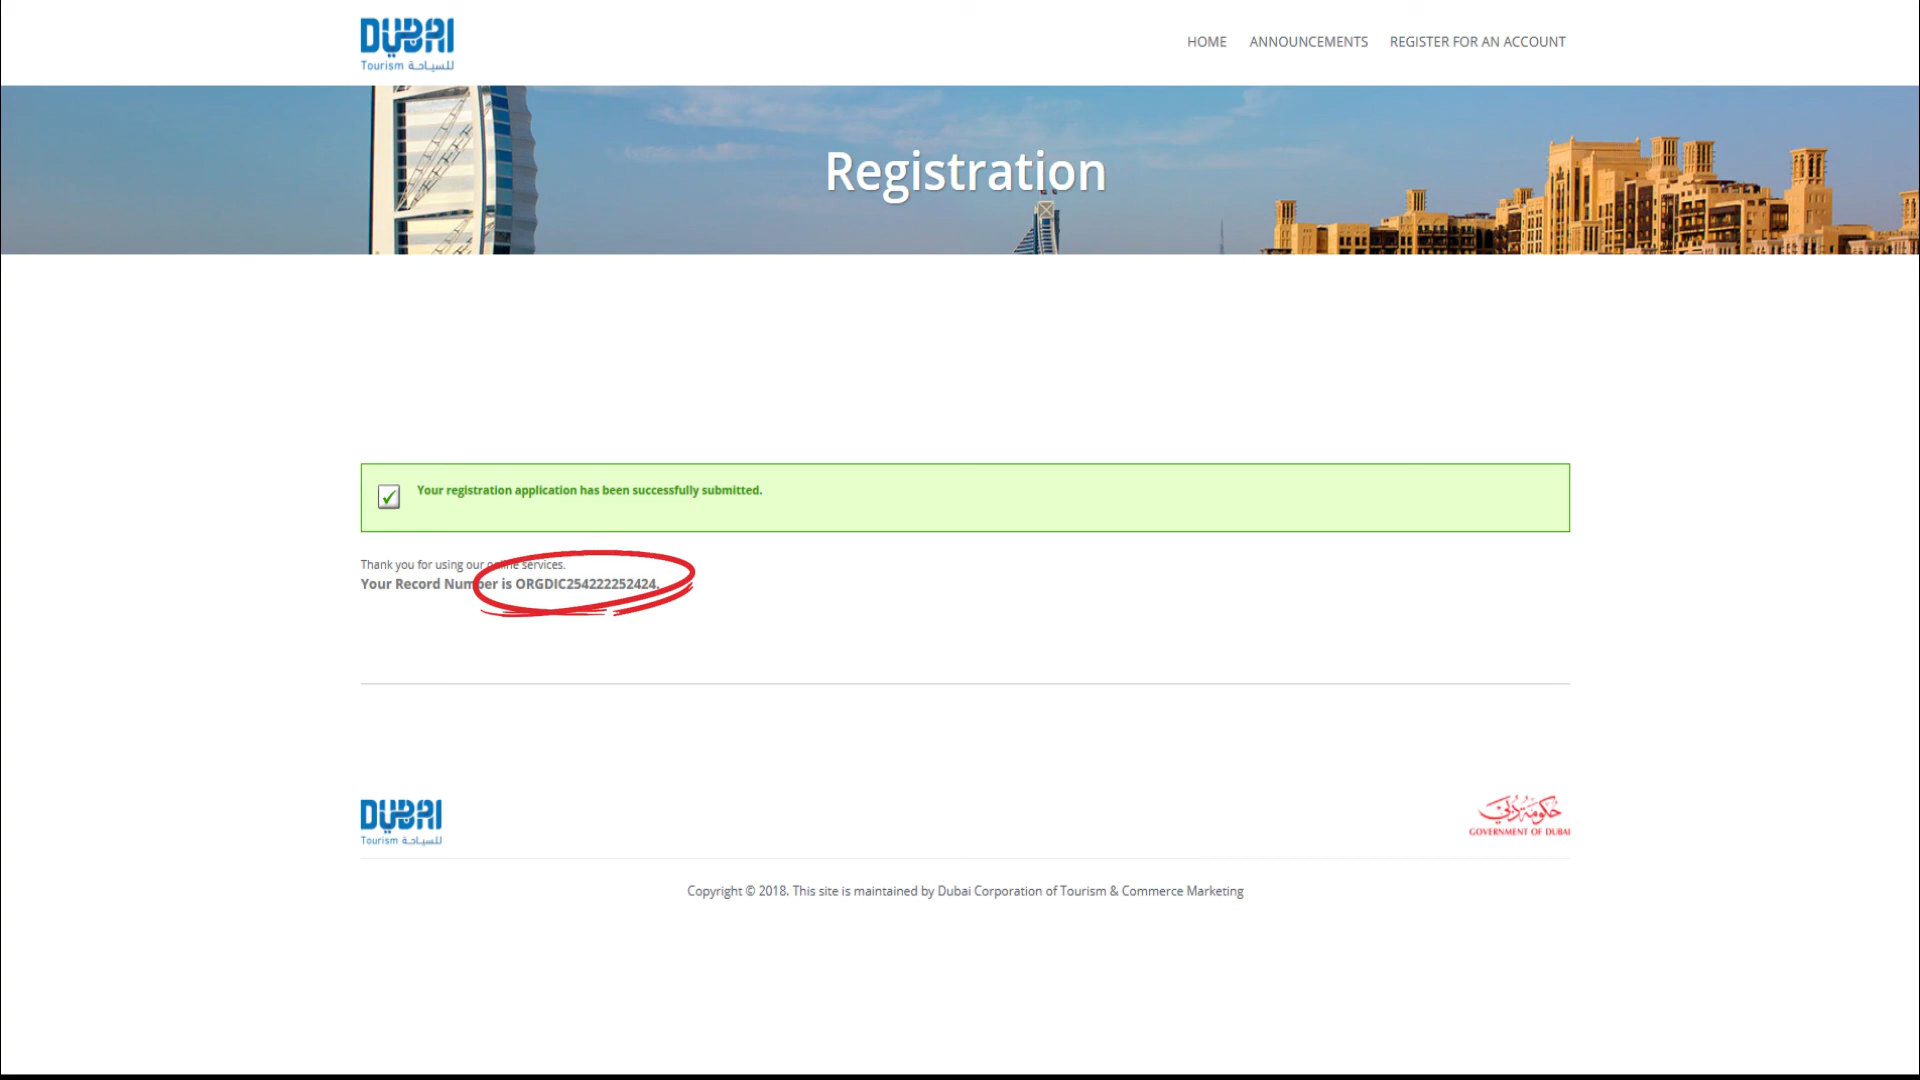 DUBAI
Tourism للسياحة
HOME ANNOUNCEMENTS REGISTER FOR AN ACCOUNT
Registration
Your registration application has been successfully submitted.
Thank you for using our online services.
Your Record Number is ORGDIC254222252424.
DUBAI
Tourism للسياحة
حكومة دبي
GOVERNMENT OF DUBAI
Copyright © 2018. This site is maintained by Dubai Corporation of Tourism & Commerce Marketing